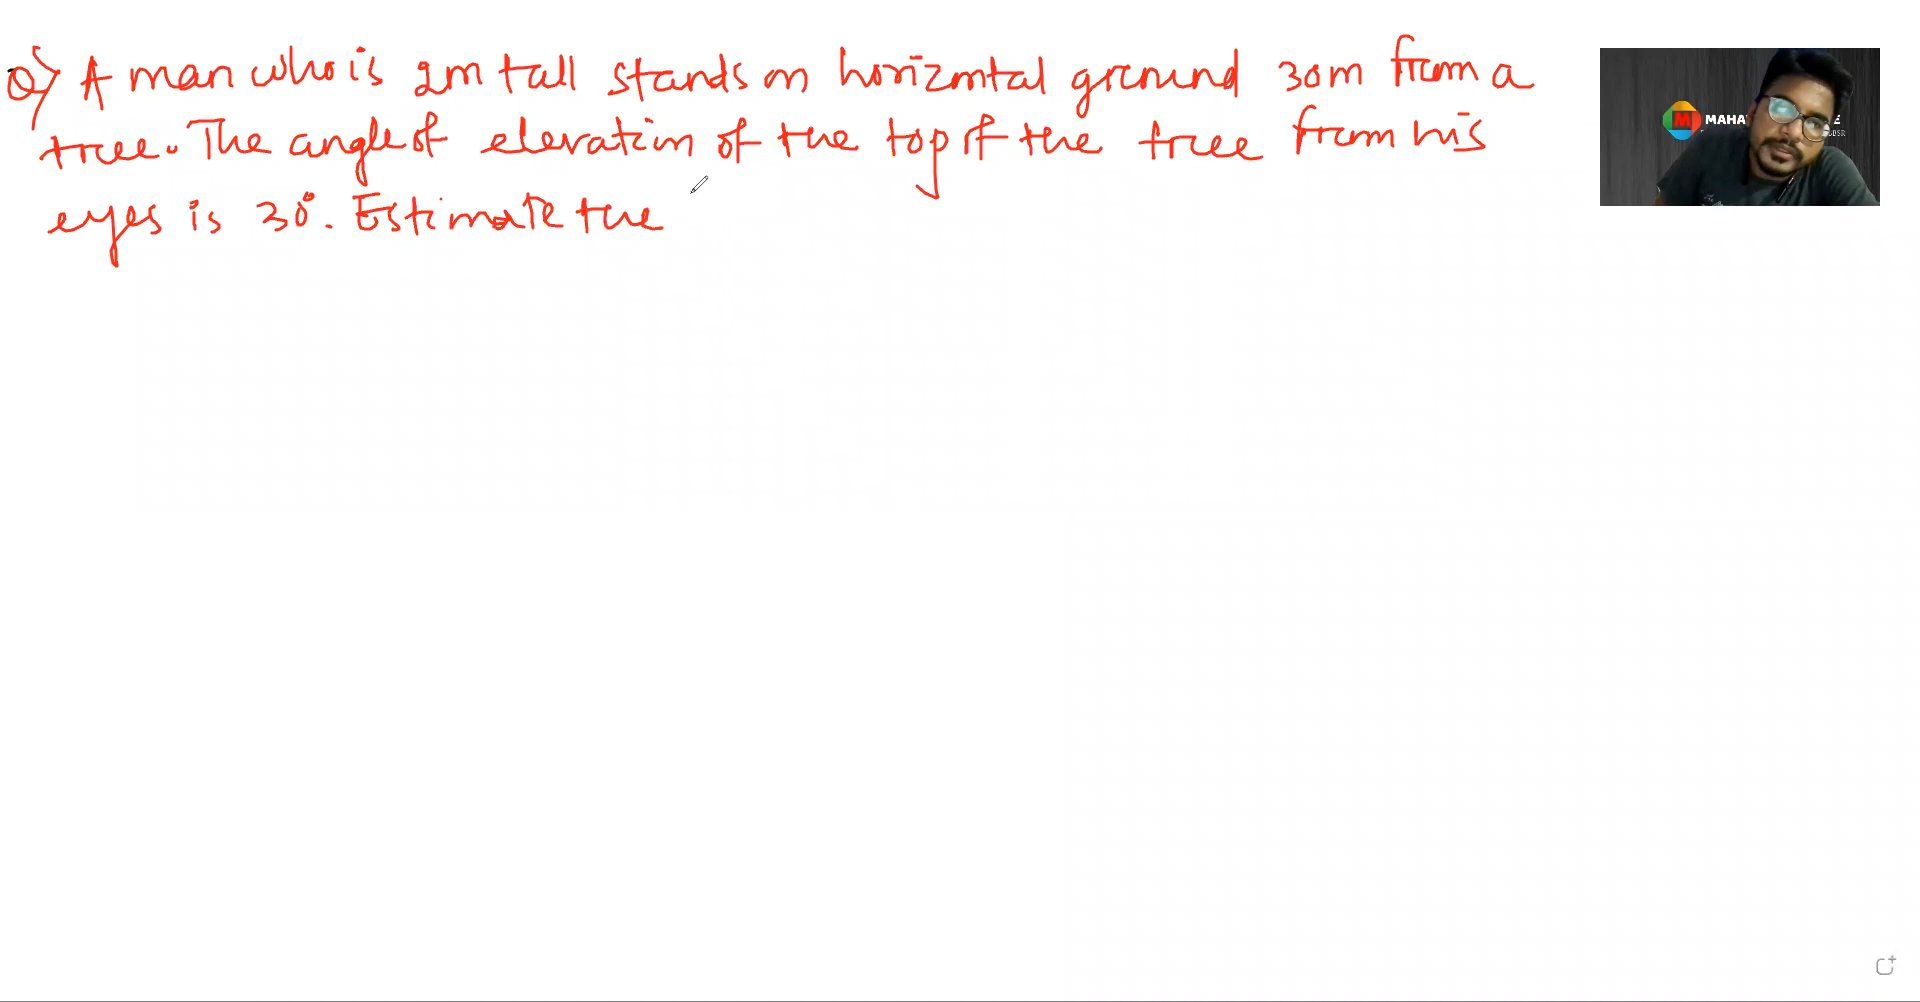 Q) A man who is 2m tall stands on horizontal ground 30m from a
tree. The angle of elevation of the top of the tree from his
eyes is 30°. Estimate the
M MAHA